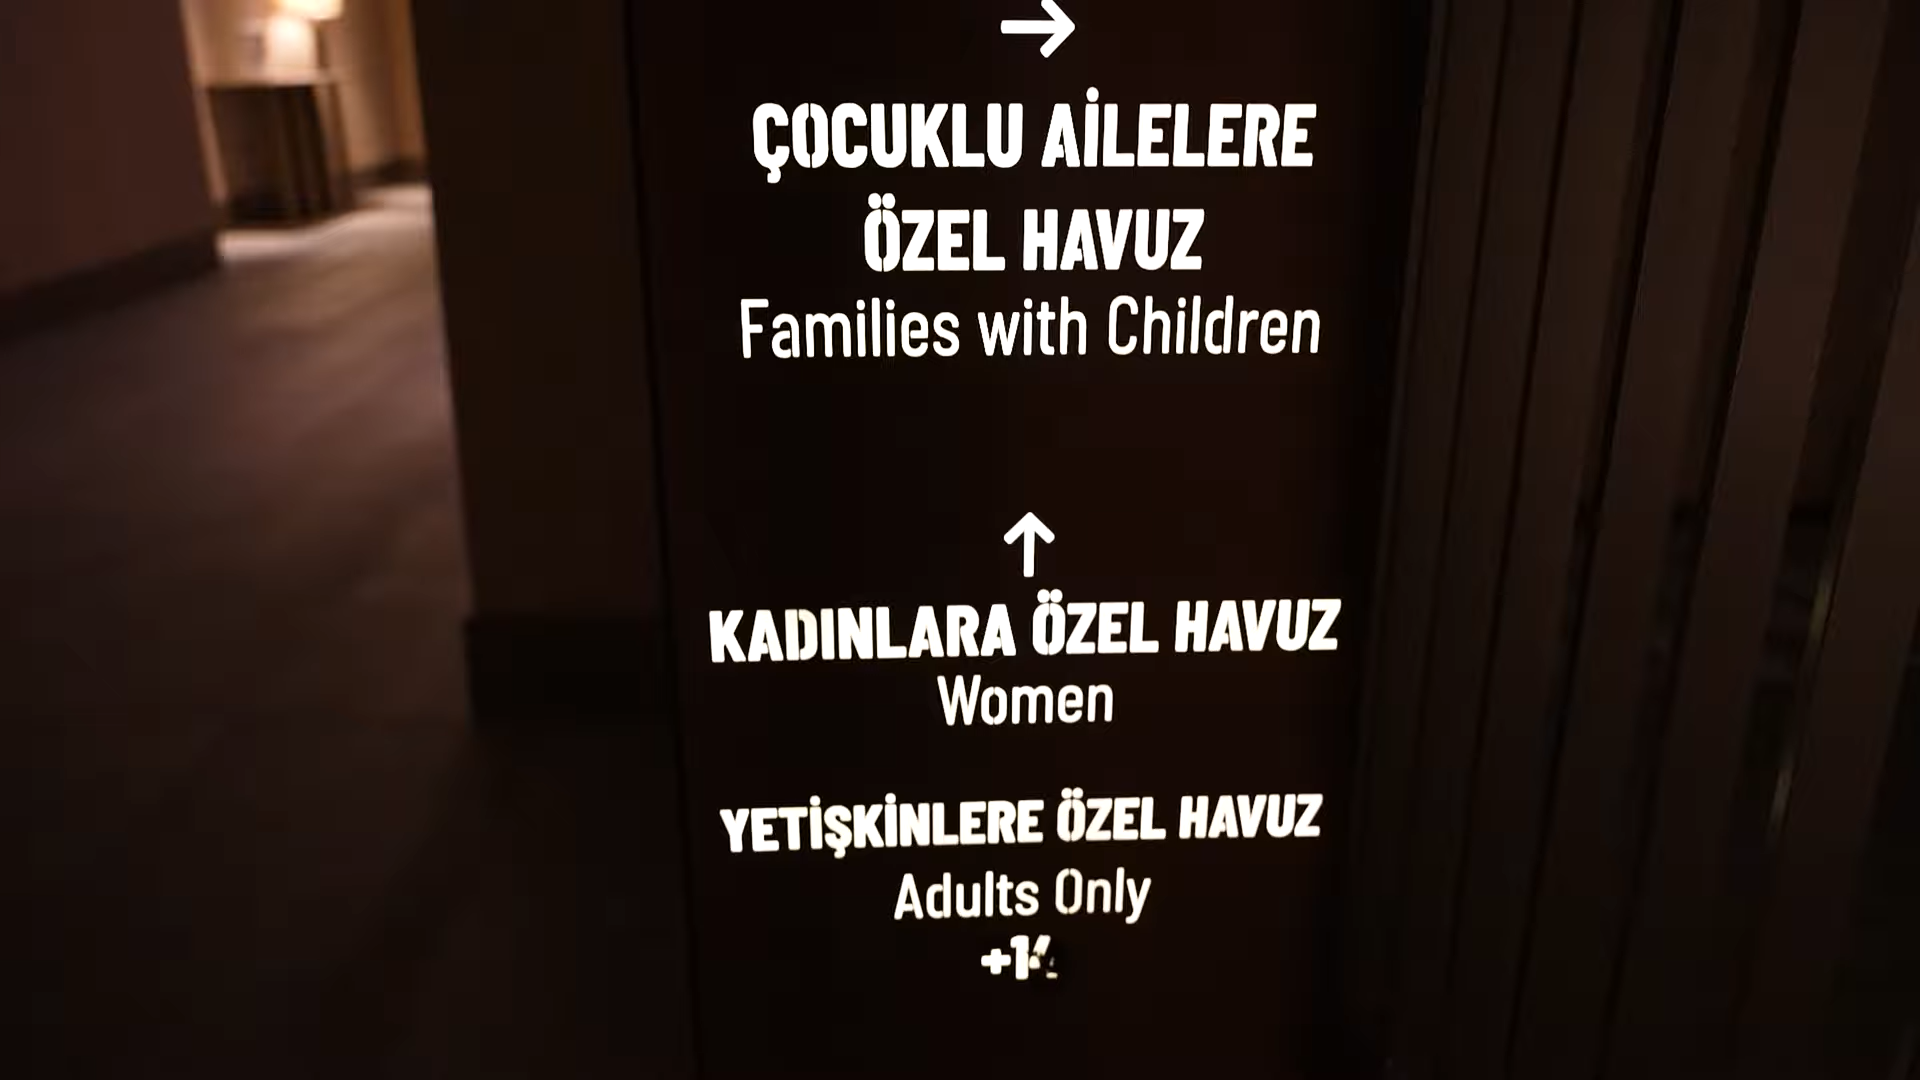 →
ÇOCUKLU AİLELERE
ÖZEL HAVUZ
Families with Children
↑
KADINLARA ÖZEL HAVUZ
Women
YETİŞKİNLERE ÖZEL HAVUZ
Adults Only